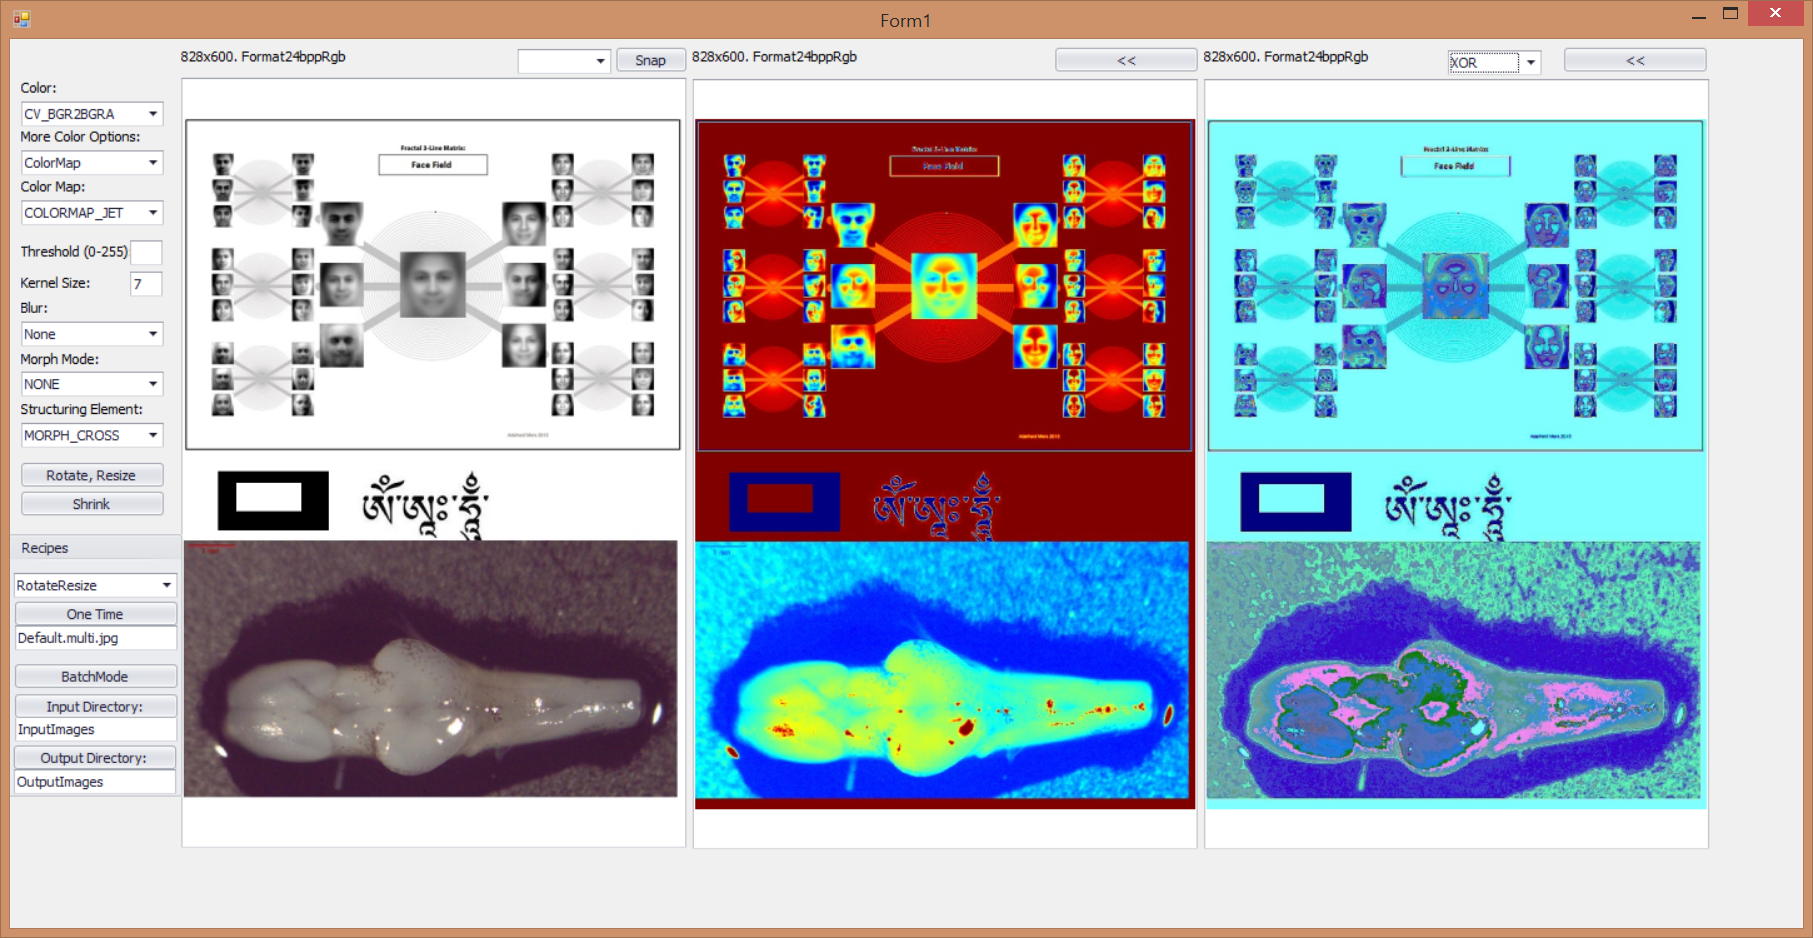 Form1
828x600. Format24bppRgb
Snap
828x600. Format24bppRgb
<<
828x600. Format24bppRgb
XOR
<<
Color:
CV_BGR2BGRA
More Color Options:
ColorMap
Color Map:
COLORMAP_JET
Threshold (0-255)
Kernel Size:
7
Blur:
None
Morph Mode:
NONE
Structuring Element:
MORPH_CROSS
Rotate, Resize
Shrink
Recipes
RotateResize
One Time
Default.multi.jpg
BatchMode
Input Directory:
InputImages
Output Directory:
OutputImages
Fractal 3-Line Matrix:
Face Field
ཨོཾ་ཨཱཿ་ཧཱུྃ
Fractal 3-Line Matrix:
Face Field
ཨོཾ་ཨཱཿ་ཧཱུྃ
Fractal 3-Line Matrix:
Face Field
ཨོཾ་ཨཱཿ་ཧཱུྃ